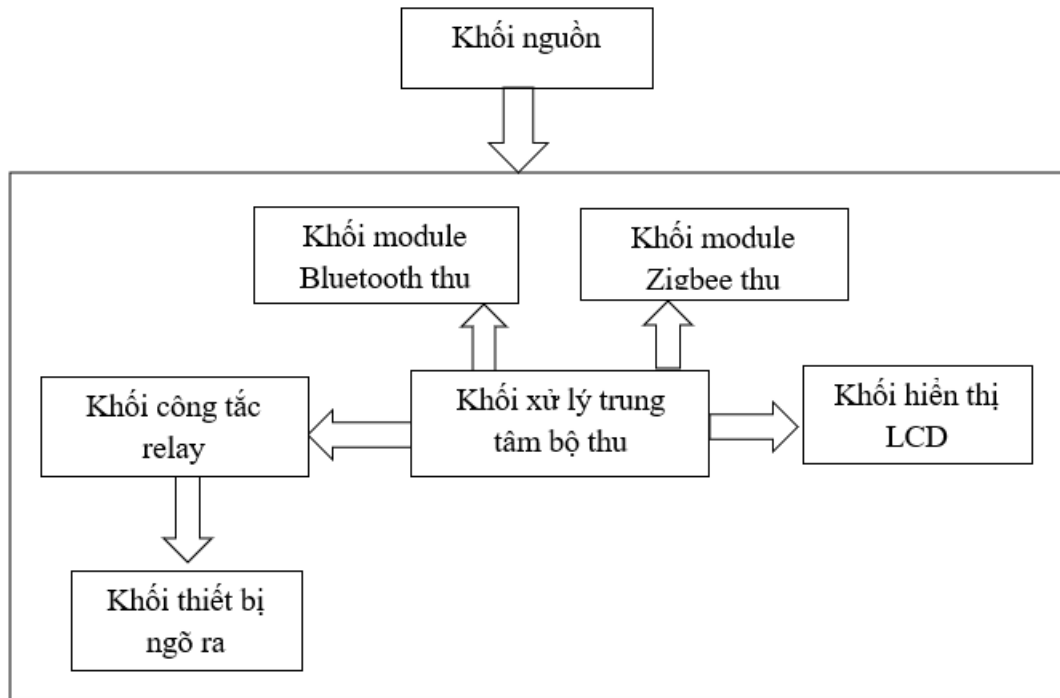 Khối nguồn
Khối module
Bluetooth thu
Khối module
Zigbee thu
Khối công tắc
relay
Khối xử lý trung
tâm bộ thu
Khối hiển thị
LCD
Khối thiết bị
ngõ ra